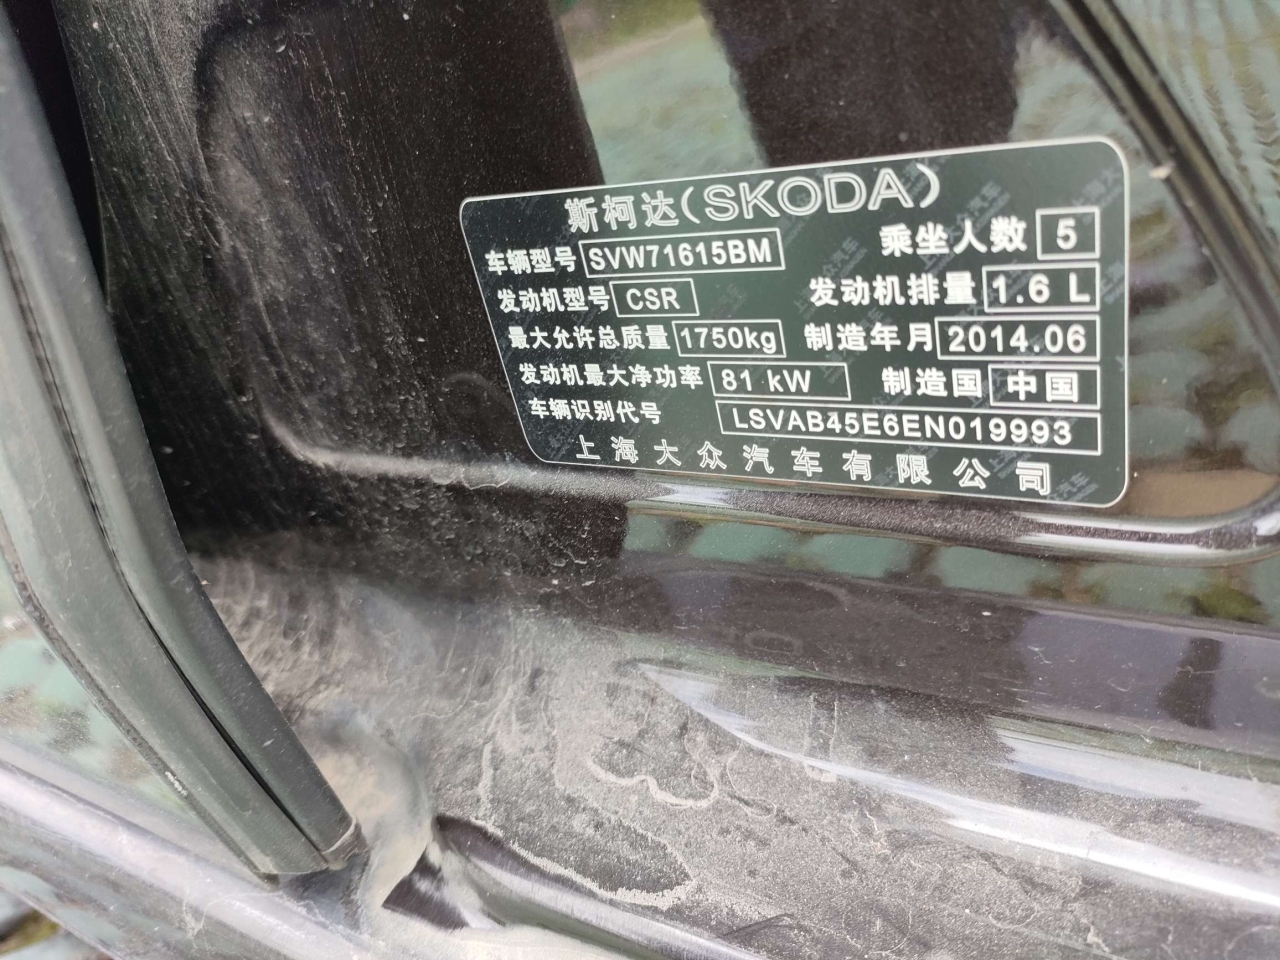 斯柯达(SKODA)
车辆型号 SVW71615BM 乘坐人数 5
发动机型号 CSR 发动机排量 1.6 L
最大允许总质量 1750kg 制造年月 2014.06
发动机最大净功率 81 kW 制造国 中国
车辆识别代号 LSVAB45E6EN019993
上海大众汽车有限公司